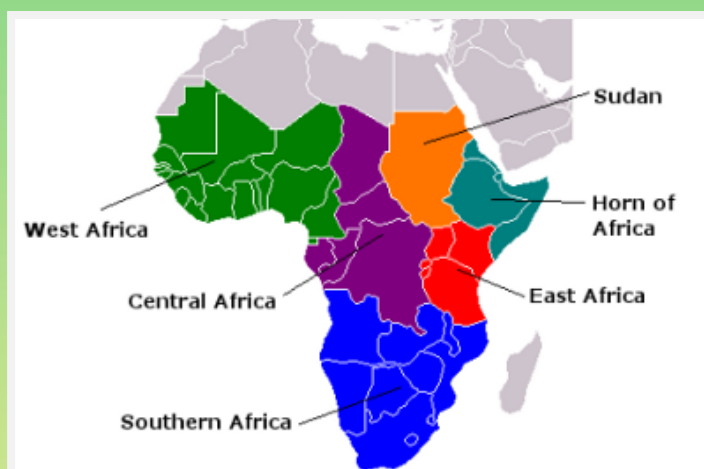 Sudan
West Africa
Horn of
Africa
Central Africa
East Africa
Southern Africa